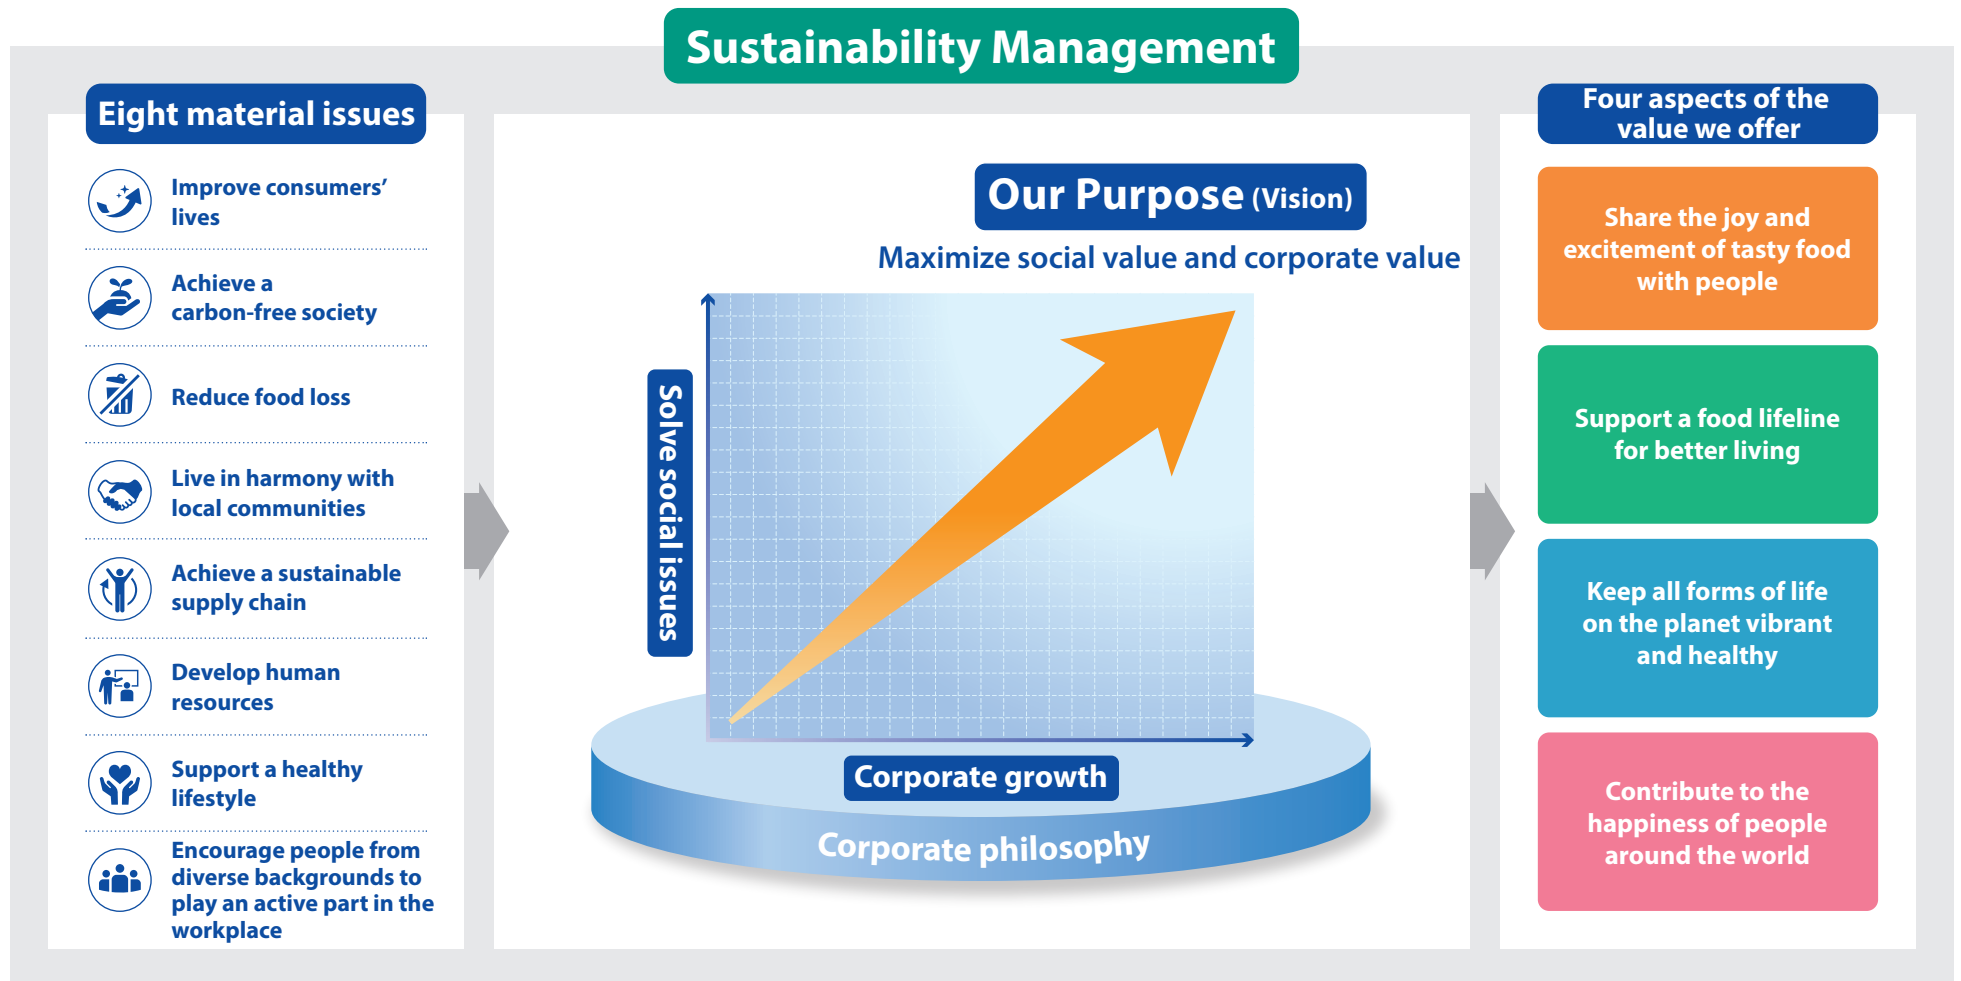 Sustainability Management
Eight material issues
Improve consumers’
lives
Achieve a
carbon-free society
Reduce food loss
Live in harmony with
local communities
Achieve a sustainable
supply chain
Develop human
resources
Support a healthy
lifestyle
Encourage people from
diverse backgrounds to
play an active part in the
workplace
Our Purpose (Vision)
Maximize social value and corporate value
Solve social issues
Corporate growth
Corporate philosophy
Four aspects of the
value we offer
Share the joy and
excitement of tasty food
with people
Support a food lifeline
for better living
Keep all forms of life
on the planet vibrant
and healthy
Contribute to the
happiness of people
around the world